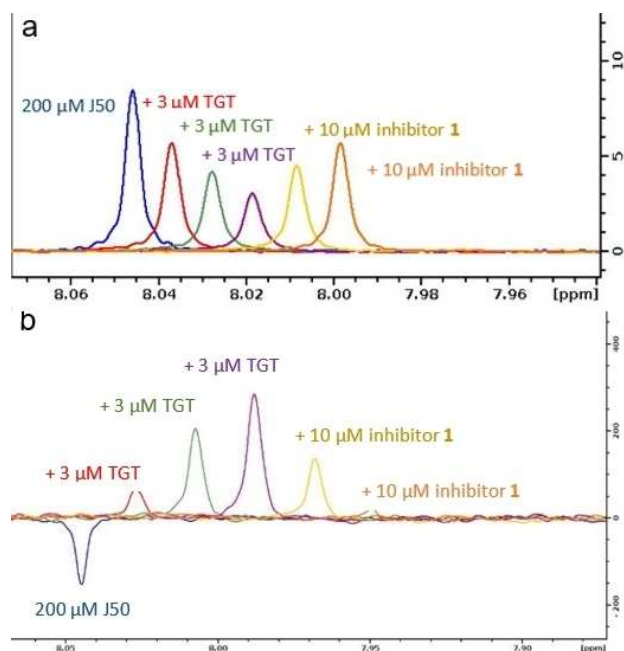 a
200 µM J50
+ 3 µM TGT
+ 3 µM TGT
+ 3 µM TGT
+ 10 µM inhibitor 1
+ 10 µM inhibitor 1
10
5
0
8.06 8.04 8.02 8.00 7.98 7.96 [ppm]
b
+ 3 µM TGT
+ 3 µM TGT
+ 10 µM inhibitor 1
+ 3 µM TGT
+ 10 µM inhibitor 1
200 µM J50
400
200
0
- 200
8.05 8.00 7.95 7.90 [ppm]